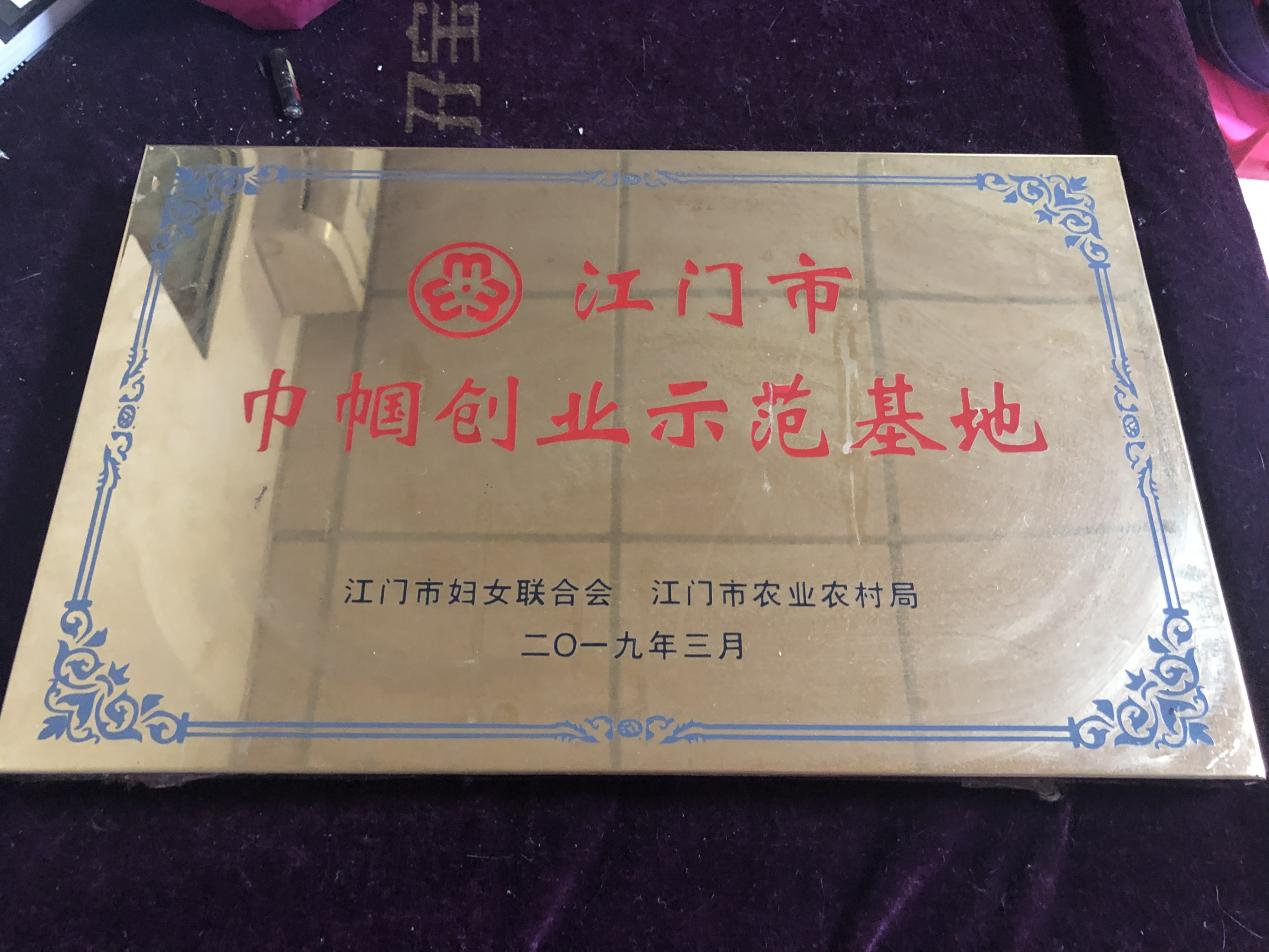 江门市
巾帼创业示范基地
江门市妇女联合会 江门市农业农村局
二〇一九年三月